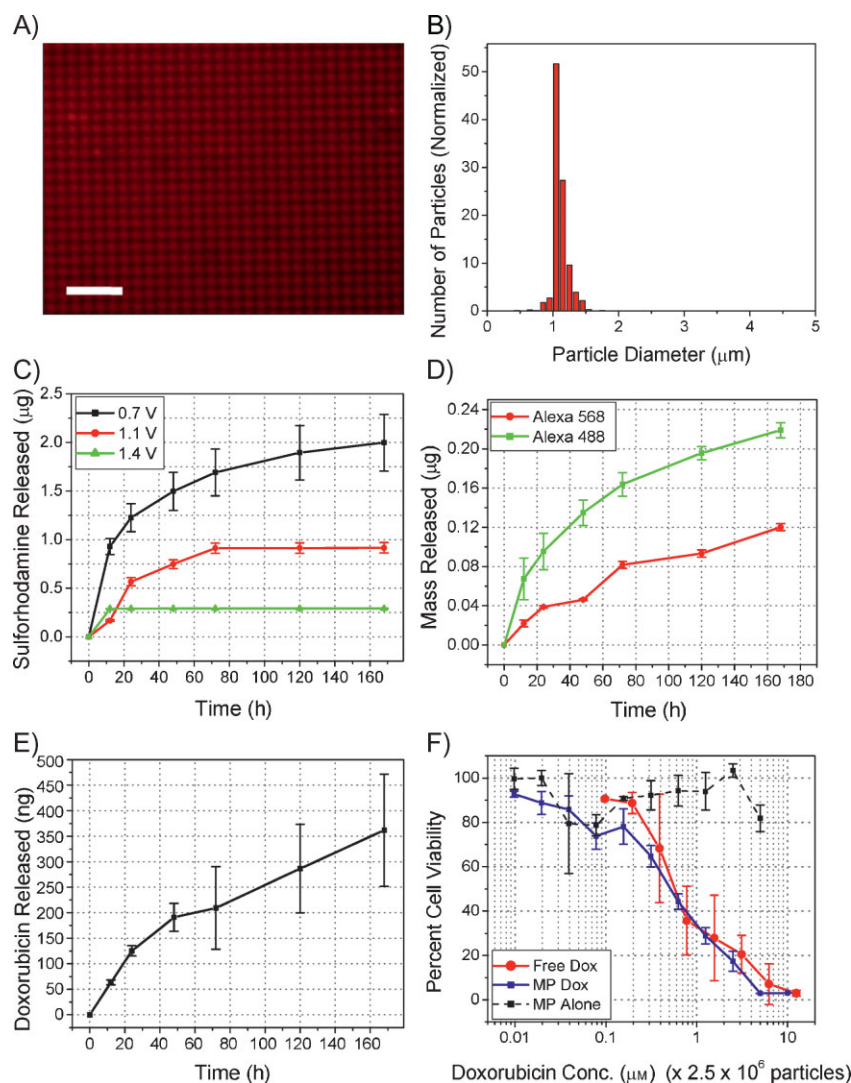 A)
B)
50
40
30
20
10
0
Number of Particles (Normalized)
0 1 2 3 4 5
Particle Diameter (μm)
C)
2.5
2.0
1.5
1.0
0.5
0.0
Sulforhodamine Released (μg)
0.7 V
1.1 V
1.4 V
0 20 40 60 80 100 120 140 160
Time (h)
D)
0.24
0.20
0.16
0.12
0.08
0.04
0.00
Mass Released (μg)
Alexa 568
Alexa 488
0 20 40 60 80 100 120 140 160 180
Time (h)
E)
500
450
400
350
300
250
200
150
100
50
0
Doxorubicin Released (ng)
0 20 40 60 80 100 120 140 160
Time (h)
F)
100
80
60
40
20
0
Percent Cell Viability
Free Dox
MP Dox
MP Alone
0.01 0.1 1 10
Doxorubicin Conc. (μM) (x 2.5 x 10⁶ particles)